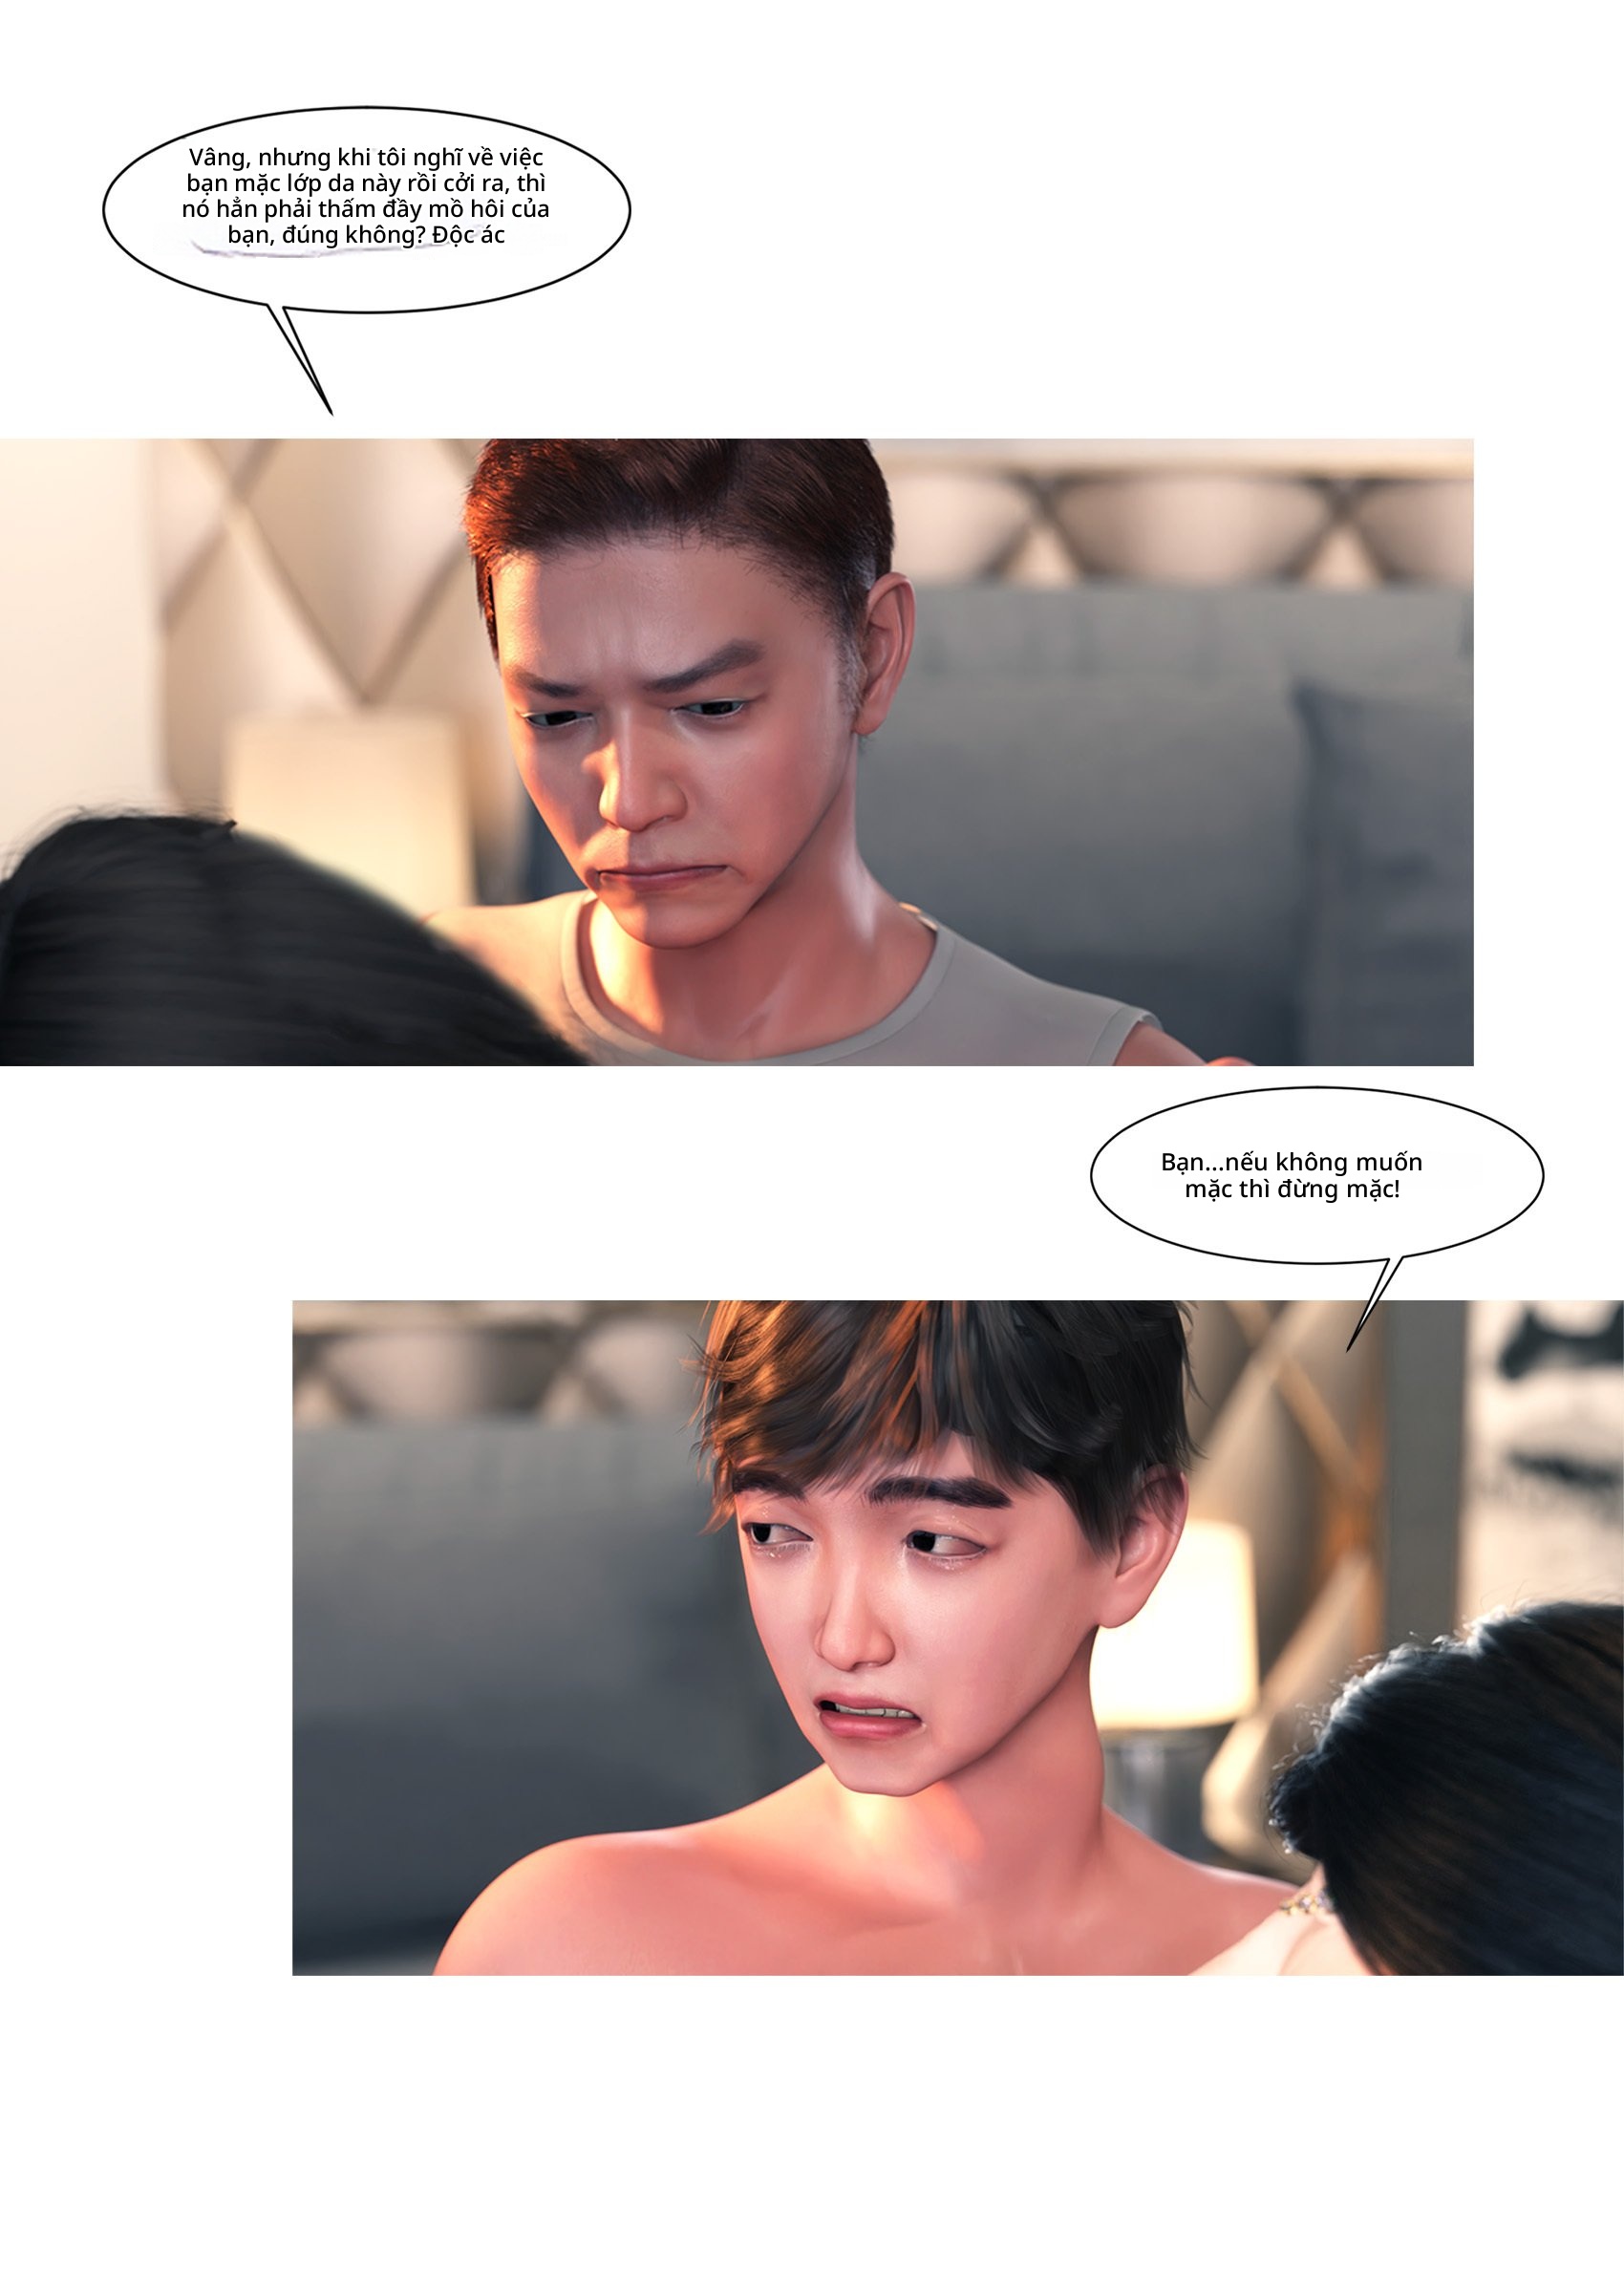 Vâng, nhưng khi tôi nghĩ về việc
bạn mặc lớp da này rồi cởi ra, thì
nó hẳn phải thấm đầy mồ hôi của
bạn, đúng không? Độc ác
Bạn...nếu không muốn
mặc thì đừng mặc!